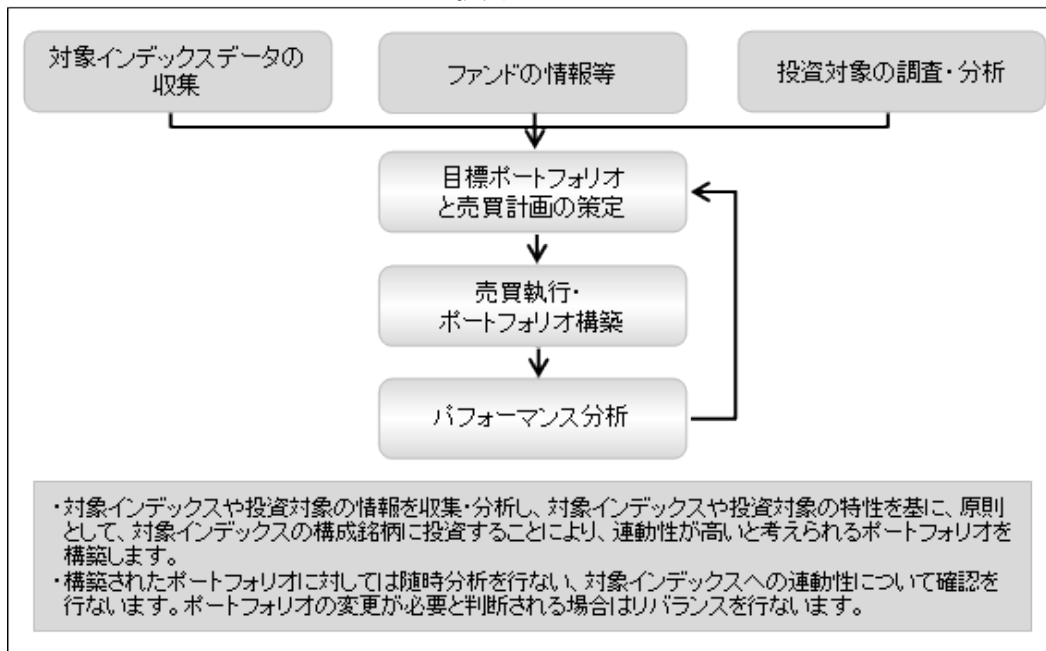 対象インデックスデータの
収集
ファンドの情報等
投資対象の調査・分析
目標ポートフォリオ
と売買計画の策定
売買執行・
ポートフォリオ構築
パフォーマンス分析
・対象インデックスや投資対象の情報を収集・分析し、対象インデックスや投資対象の特性を基に、原則
として、対象インデックスの構成銘柄に投資することにより、連動性が高いと考えられるポートフォリオを
構築します。
・構築されたポートフォリオに対しては随時分析を行ない、対象インデックスへの連動性について確認を
行ないます。ポートフォリオの変更が必要と判断される場合はリバランスを行ないます。